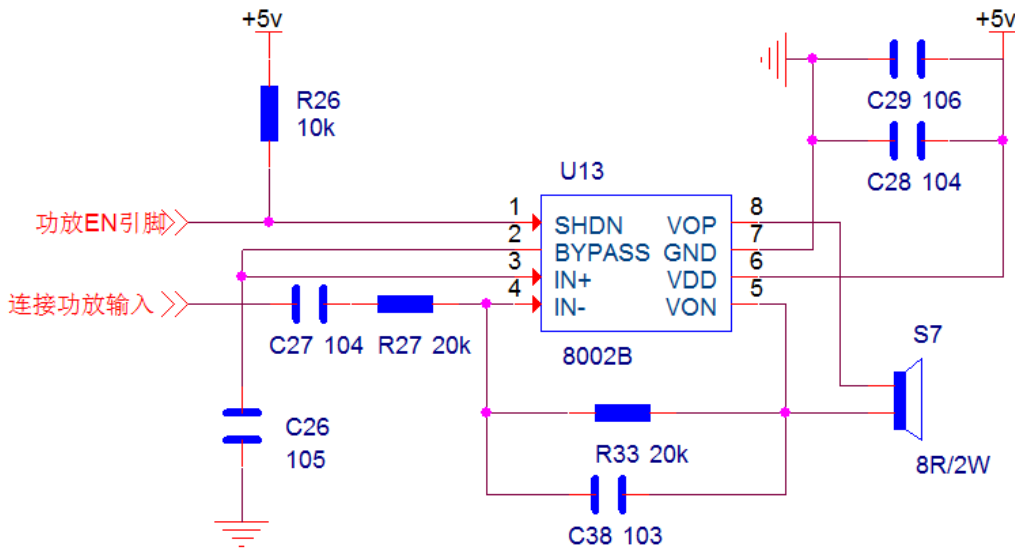 +5v
+5v
R26
10k
C29 106
C28 104
U13
功放EN引脚
1
SHDN
VOP
8
2
BYPASS
GND
7
3
IN+
VDD
6
4
IN-
VON
5
连接功放输入
C27 104
R27 20k
8002B
S7
C26
105
R33 20k
8R/2W
C38 103